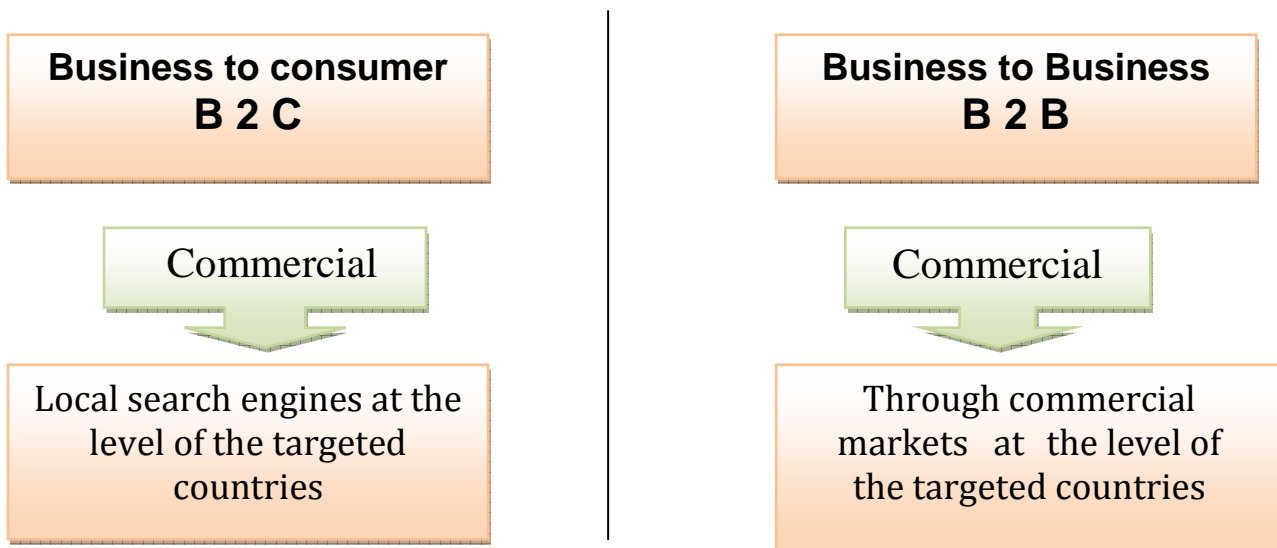 Business to consumer
B 2 C
Commercial
Local search engines at the
level of the targeted
countries
Business to Business
B 2 B
Commercial
Through commercial
markets at the level of
the targeted countries